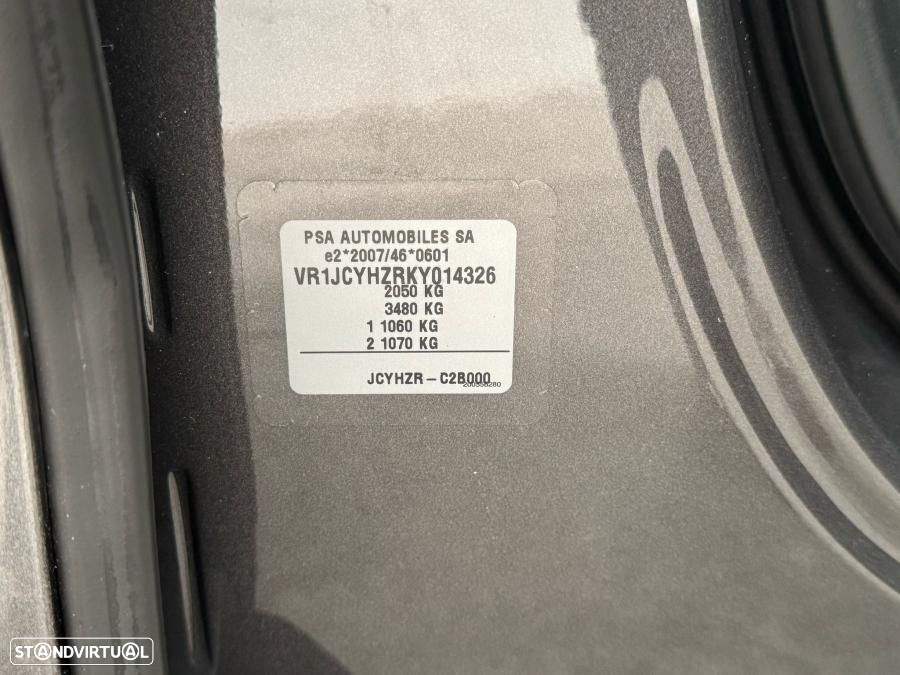 PSA AUTOMOBILES SA
e2*2007/46*0601
VR1JCYHZRKY014326
2050 KG
3480 KG
1 1060 KG
2 1070 KG
JCYHZR – C2B000
200358280
STANDVIRTUAL